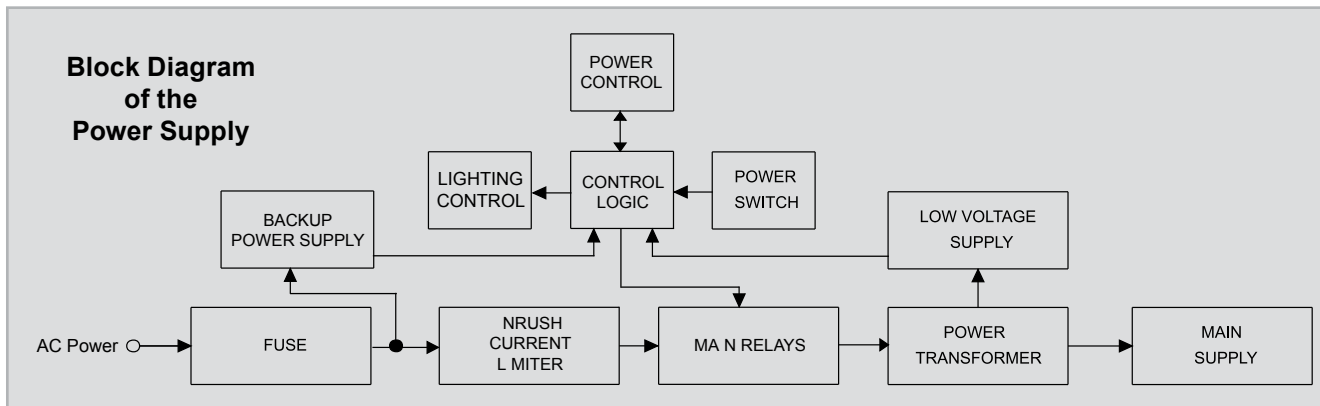 Block Diagram
of the
Power Supply
POWER
CONTROL
LIGHTING
CONTROL
CONTROL
LOGIC
POWER
SWITCH
BACKUP
POWER SUPPLY
LOW VOLTAGE
SUPPLY
AC Power
FUSE
NRUSH
CURRENT
L MITER
MA N RELAYS
POWER
TRANSFORMER
MAIN
SUPPLY